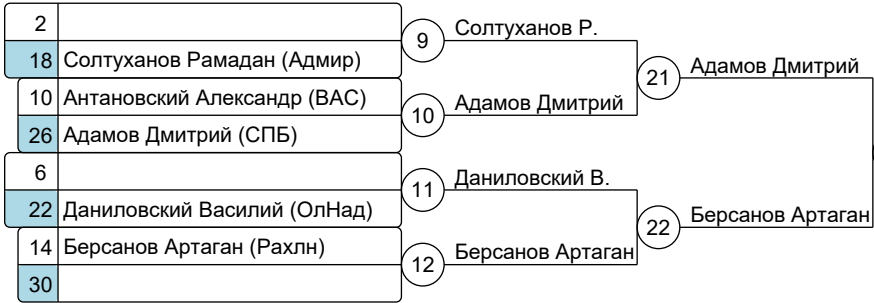 2
18 Солтуханов Рамадан (Адмир)
9
Солтуханов Р.
10 Антановский Александр (ВАС)
26 Адамов Дмитрий (СПБ)
10
Адамов Дмитрий
21
Адамов Дмитрий
6
22 Даниловский Василий (ОлНад)
11
Даниловский В.
14 Берсанов Артаган (Рахлн)
30
12
Берсанов Артаган
22
Берсанов Артаган